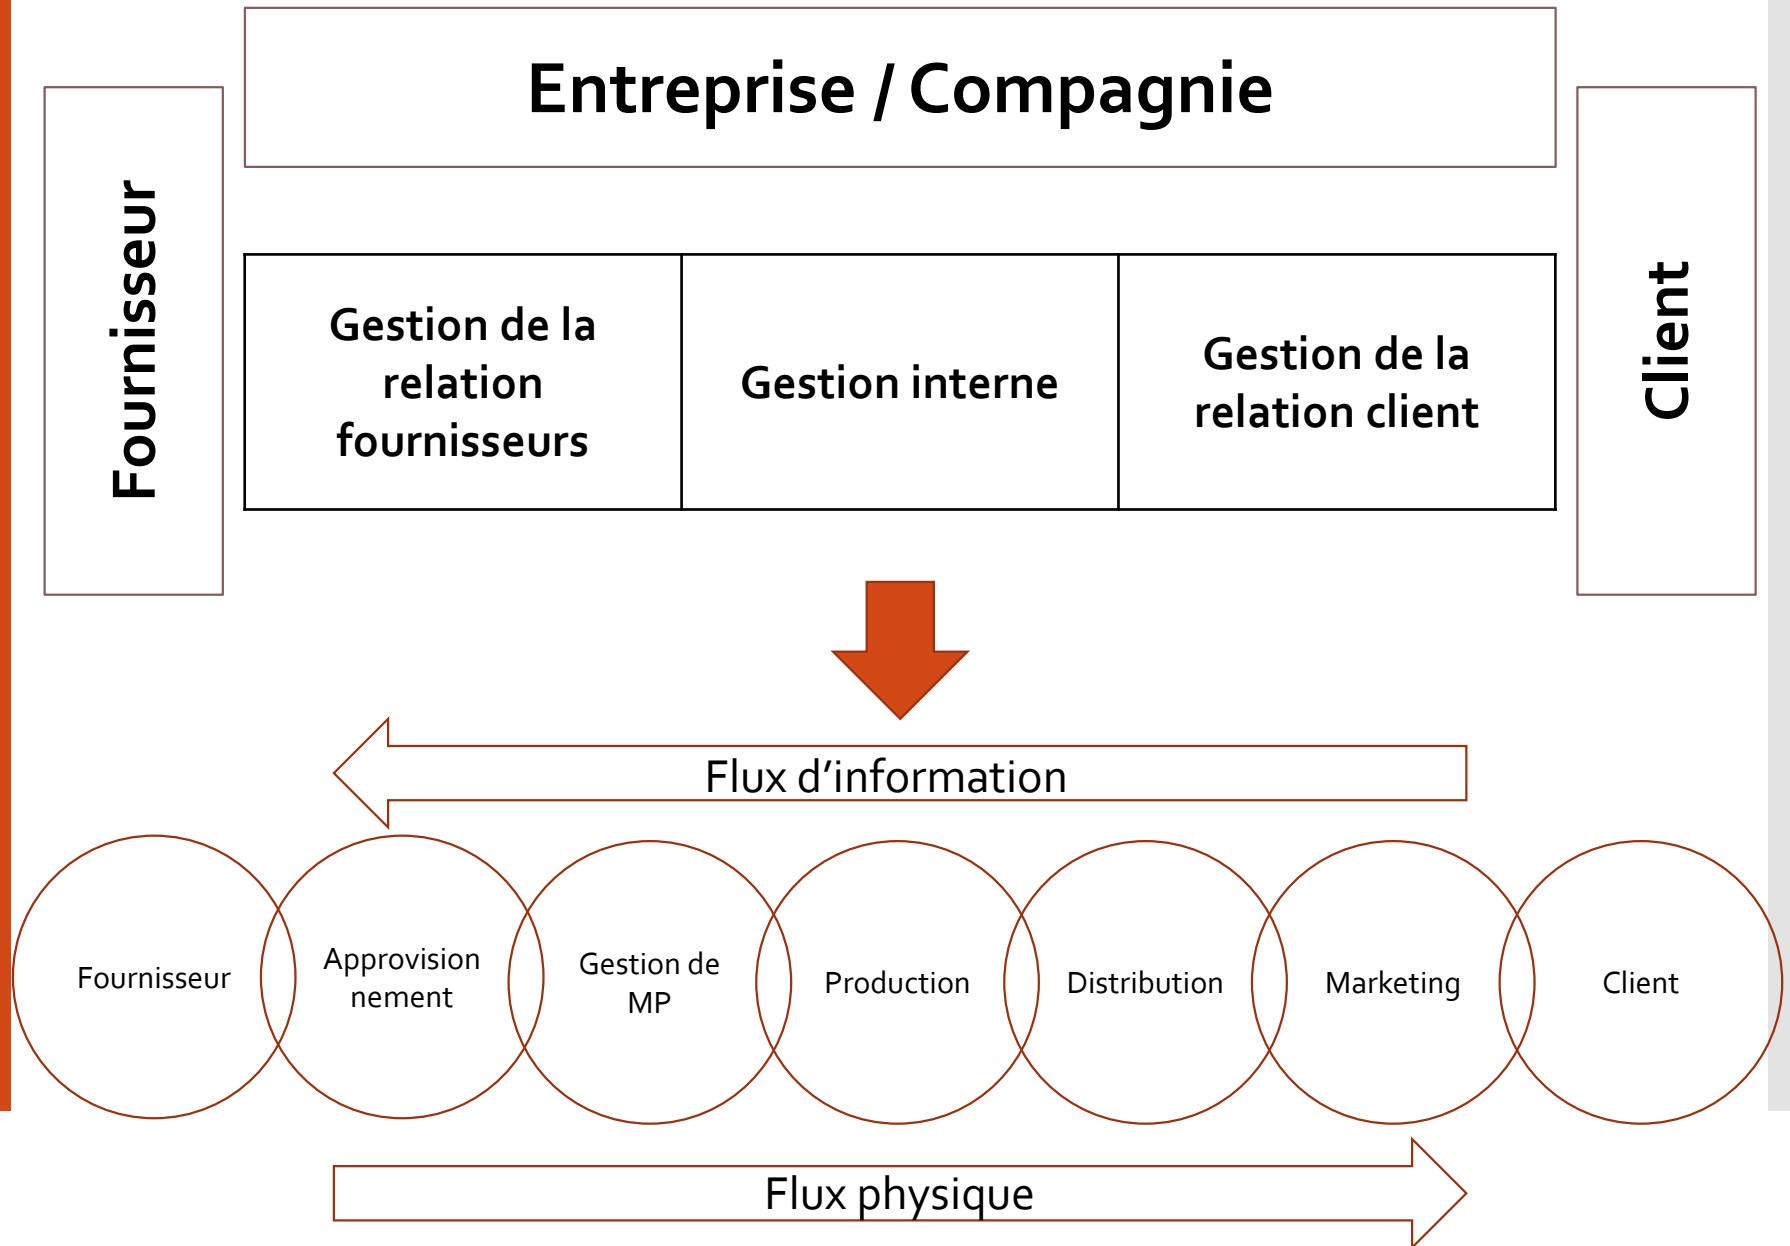 Entreprise / Compagnie
Fournisseur
Gestion de la
relation
fournisseurs
Gestion interne
Gestion de la
relation client
Client
Flux d’information
Fournisseur
Approvision
nement
Gestion de
MP
Production
Distribution
Marketing
Client
Flux physique